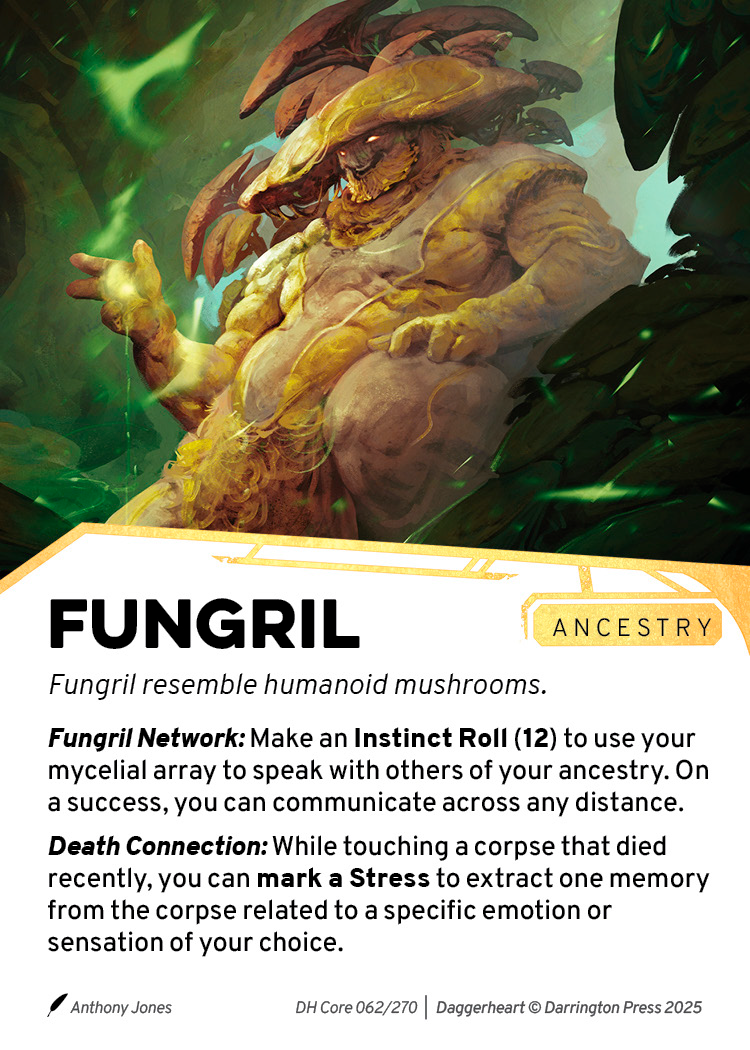 FUNGRIL
ANCESTRY
Fungril resemble humanoid mushrooms.
Fungril Network: Make an Instinct Roll (12) to use your
mycelial array to speak with others of your ancestry. On
a success, you can communicate across any distance.
Death Connection: While touching a corpse that died
recently, you can mark a Stress to extract one memory
from the corpse related to a specific emotion or
sensation of your choice.
Anthony Jones
DH Core 062/270 | Daggerheart © Darrington Press 2025